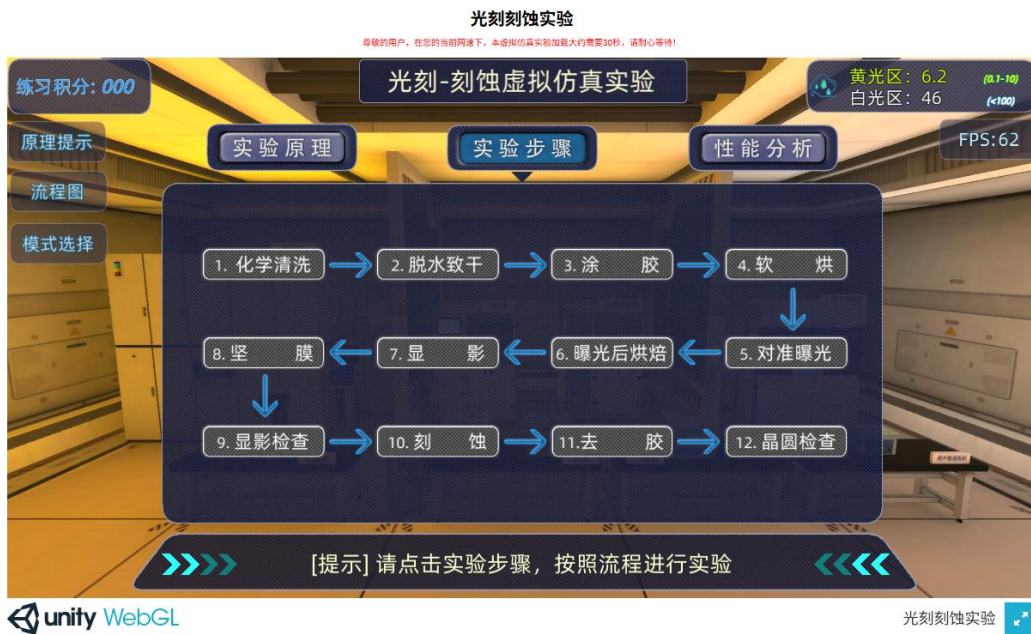 光刻刻蚀实验
尊敬的用户，在您的当前网速下，本虚拟仿真实验加载大约需要30秒，请耐心等待！
练习积分: 000
光刻-刻蚀虚拟仿真实验
黄光区: 6.2 (0.1-10)
白光区: 46 (<100)
原理提示
实验原理
实验步骤
性能分析
FPS:62
流程图
模式选择
1. 化学清洗
2. 脱水致干
3. 涂 胶
4. 软 烘
8. 坚 膜
7. 显 影
6. 曝光后烘焙
5. 对准曝光
9. 显影检查
10. 刻 蚀
11.去 胶
12. 晶圆检查
[提示] 请点击实验步骤，按照流程进行实验
unity WebGL
光刻刻蚀实验